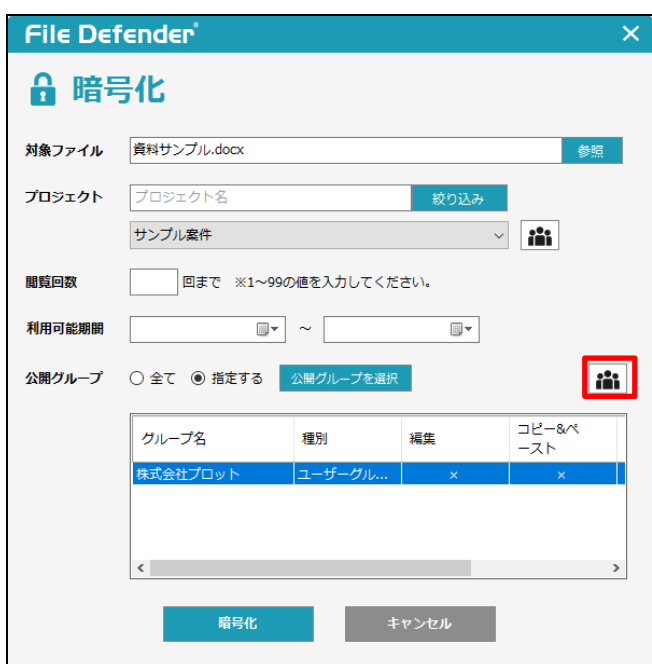 File Defender®
暗号化
対象ファイル 資料サンプル.docx 参照
プロジェクト プロジェクト名 絞り込み
サンプル案件
閲覧回数 回まで ※1～99の値を入力してください。
利用可能期間 ～
公開グループ 全て 指定する 公開グループを選択
グループ名 種別 編集 コピー&ペ
ースト
株式会社プロット ユーザーグル... × ×
暗号化 キャンセル